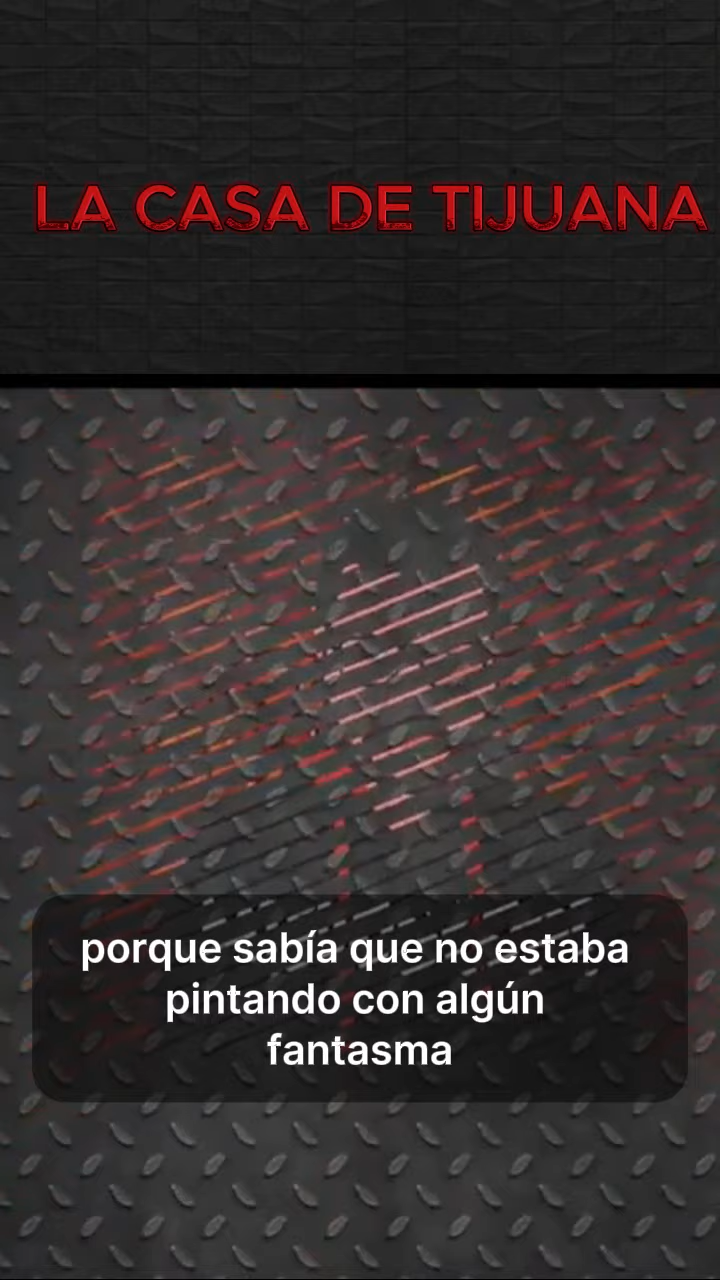 LA CASA DE TIJUANA
porque sabía que no estaba
pintando con algún
fantasma